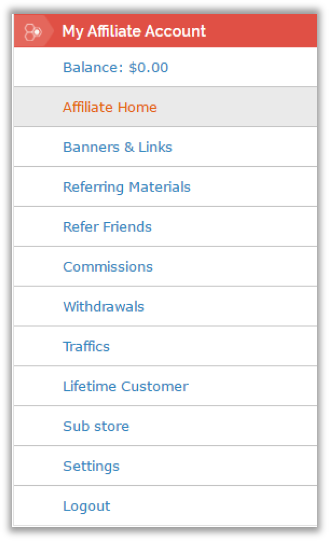 My Affiliate Account
Balance: $0.00
Affiliate Home
Banners & Links
Referring Materials
Refer Friends
Commissions
Withdrawals
Traffics
Lifetime Customer
Sub store
Settings
Logout